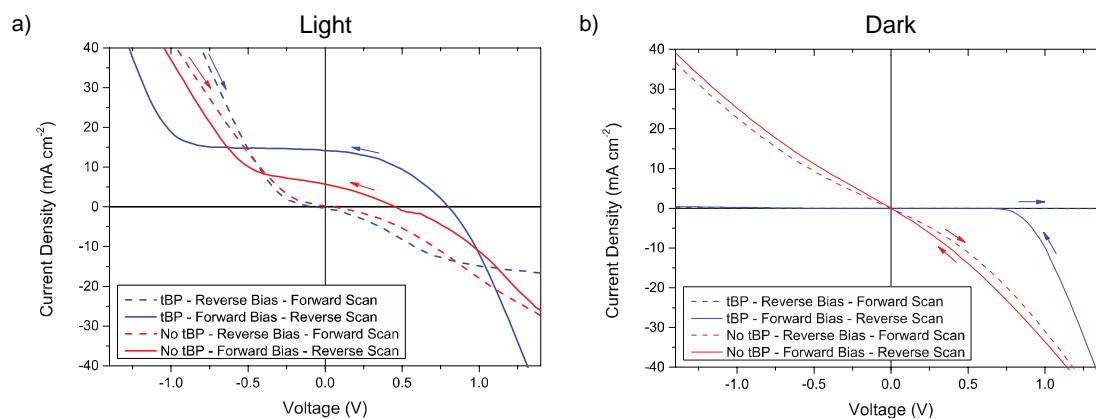 a)
Light
40
30
20
10
0
-10
-20
-30
-40
Current Density (mA cm-2)
tBP - Reverse Bias - Forward Scan
tBP - Forward Bias - Reverse Scan
No tBP - Reverse Bias - Forward Scan
No tBP - Forward Bias - Reverse Scan
-1.0 -0.5 0.0 0.5 1.0
Voltage (V)
b)
Dark
40
30
20
10
0
-10
-20
-30
-40
Current Density (mA cm-2)
tBP - Reverse Bias - Forward Scan
tBP - Forward Bias - Reverse Scan
No tBP - Reverse Bias - Forward Scan
No tBP - Forward Bias - Reverse Scan
-1.0 -0.5 0.0 0.5 1.0
Voltage (V)